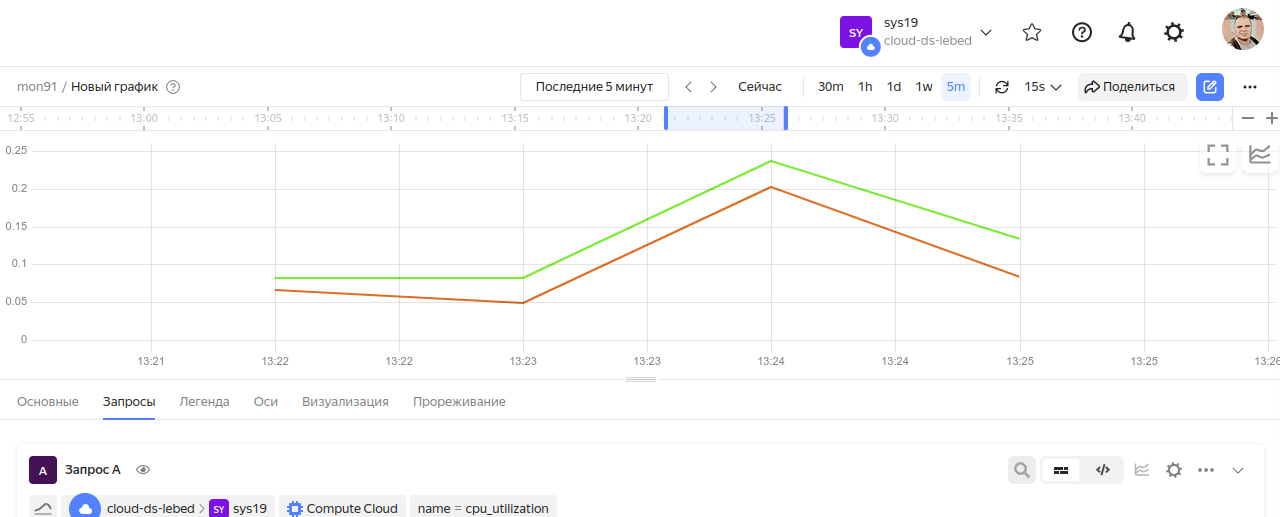 SY
sys19
cloud-ds-lebed
mon91 / Новый график
Последние 5 минут
Сейчас
30m 1h 1d 1w 5m
15s
Поделиться
12:55 13:00 13:05 13:10 13:15 13:20 13:25 13:30 13:35 13:40
0.25
0.2
0.15
0.1
0.05
0
13:21 13:22 13:22 13:23 13:23 13:24 13:24 13:25 13:25 13:26
Основные Запросы Легенда Оси Визуализация Прореживание
A Запрос A
cloud-ds-lebed SY sys19 Compute Cloud name = cpu_utilization